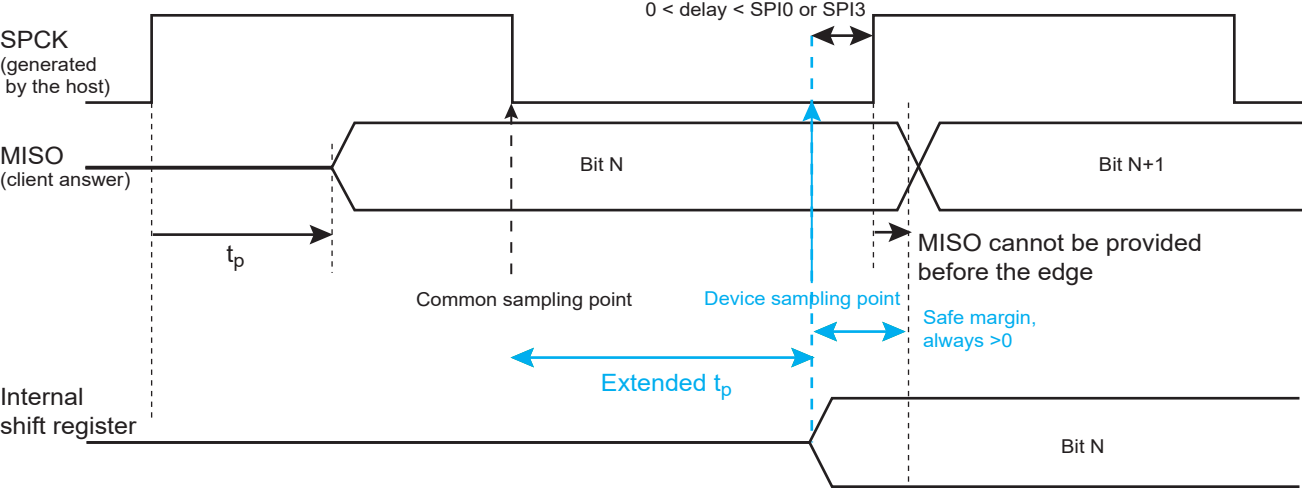 0 < delay < SPI0 or SPI3
SPCK
(generated
by the host)
MISO
(client answer)
Bit N
Bit N+1
tp
MISO cannot be provided
before the edge
Common sampling point
Device sampling point
Safe margin,
always >0
Extended tp
Internal
shift register
Bit N